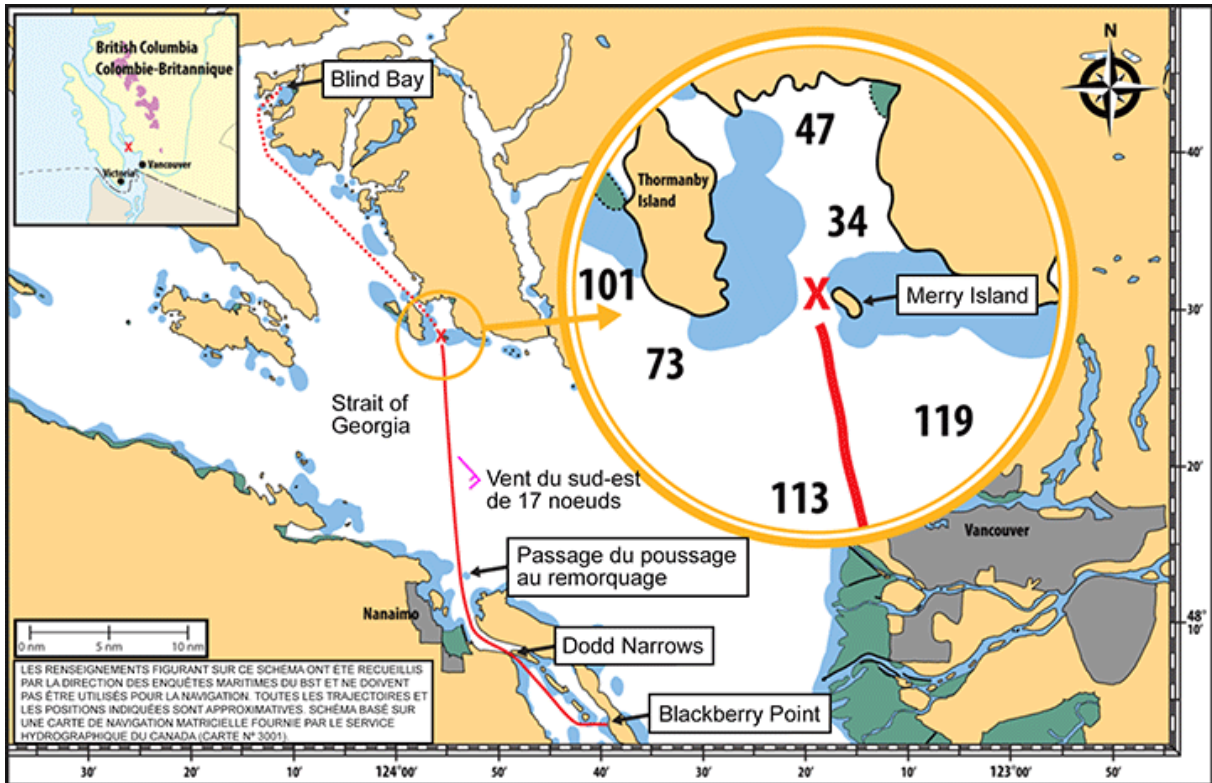 British Columbia
Colombie-Britannique
X
Vancouver
Victoria
Blind Bay
N
40'
30'
20'
48°
10'
47
Thormanby
Island
34
101
X
Merry Island
73
119
113
X
Strait of
Georgia
Vent du sud-est
de 17 noeuds
Vancouver
Passage du poussage
au remorquage
Nanaimo
Dodd Narrows
Blackberry Point
0 nm 5 nm 10 nm
LES RENSEIGNEMENTS FIGURANT SUR CE SCHÉMA ONT ÉTÉ RECUEILLIS
PAR LA DIRECTION DES ENQUÊTES MARITIMES DU BST ET NE DOIVENT
PAS ÊTRE UTILISÉS POUR LA NAVIGATION. TOUTES LES TRAJECTOIRES ET
LES POSITIONS INDIQUÉES SONT APPROXIMATIVES. SCHÉMA BASÉ SUR
UNE CARTE DE NAVIGATION MATRICIELLE FOURNIE PAR LE SERVICE
HYDROGRAPHIQUE DU CANADA (CARTE Nº 3001).
30' 20' 10' 124°00' 50' 40' 30' 20' 10' 123°00' 50'